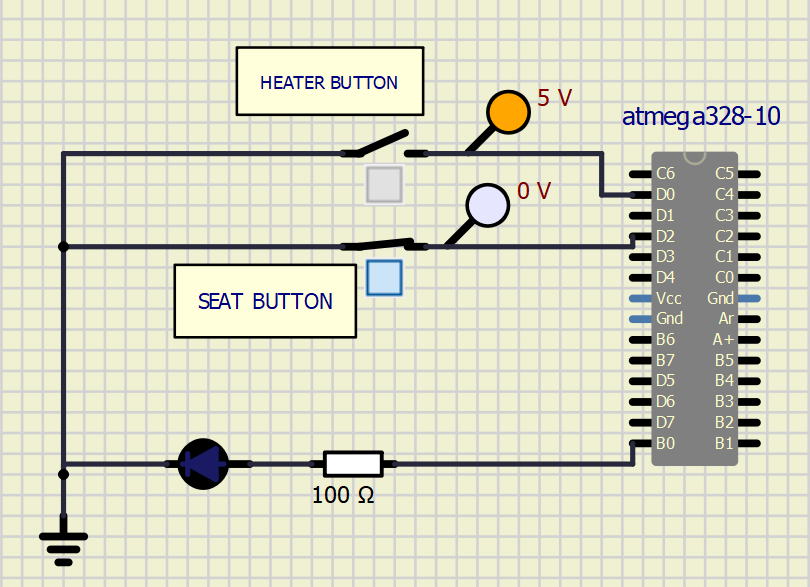 HEATER BUTTON
5 V
atmega328-10
0 V
SEAT BUTTON
100 Ω
C6 C5
D0 C4
D1 C3
D2 C2
D3 C1
D4 C0
Vcc Gnd
Gnd Ar
B6 A+
B7 B5
D5 B4
D6 B3
D7 B2
B0 B1